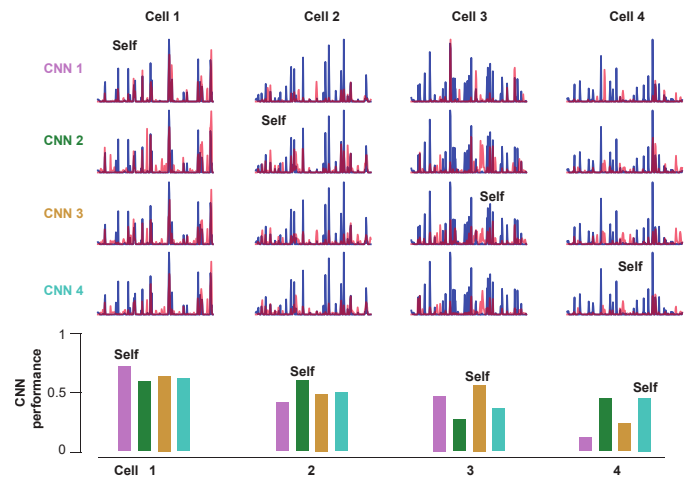 Cell 1 Cell 2 Cell 3 Cell 4
Self
CNN 1
Self
CNN 2
Self
CNN 3
Self
CNN 4
1
Self
Self
Self
Self
0.5
CNN
performance
0
Cell 1 2 3 4